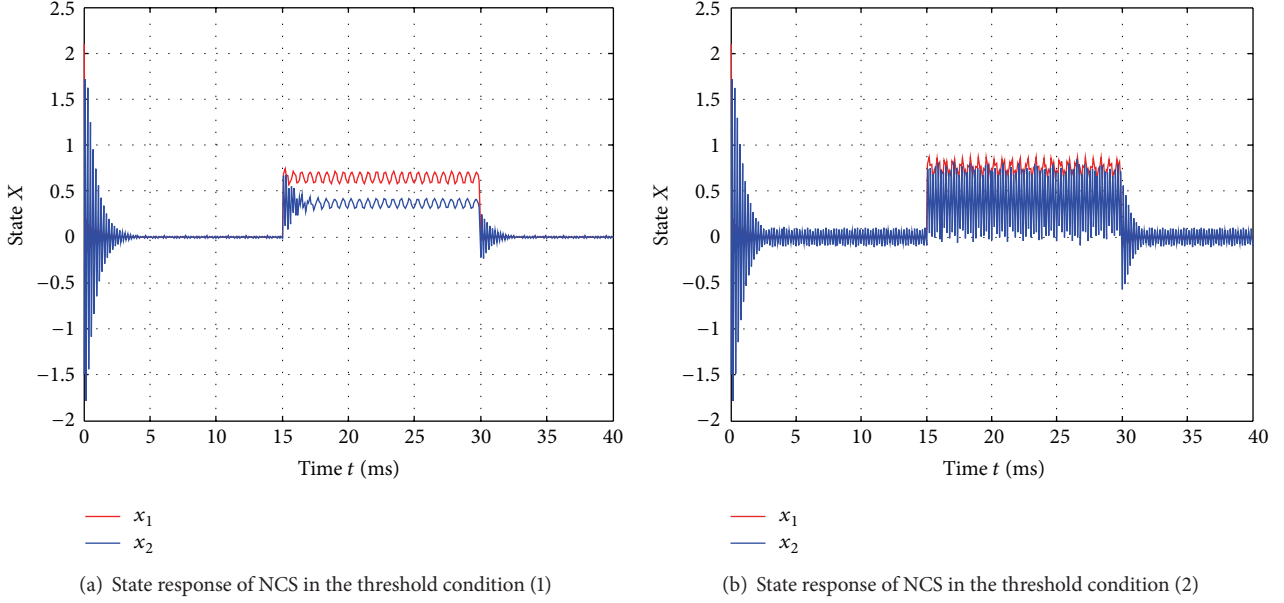 2.5
2
1.5
1
0.5
0
−0.5
−1
−1.5
−2
State X
0 5 10 15 20 25 30 35 40
Time t (ms)
x₁
x₂
(a) State response of NCS in the threshold condition (1)
2.5
2
1.5
1
0.5
0
−0.5
−1
−1.5
−2
State X
0 5 10 15 20 25 30 35 40
Time t (ms)
x₁
x₂
(b) State response of NCS in the threshold condition (2)